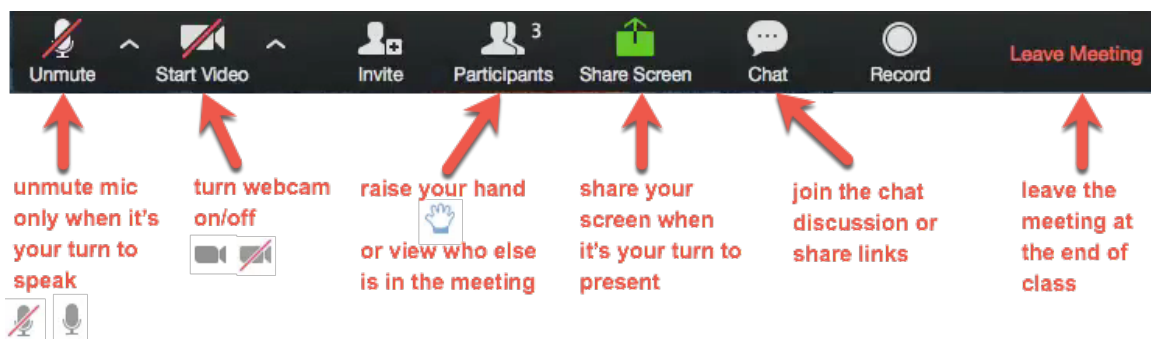 Unmute
Start Video
Invite
Participants
3
Share Screen
Chat
Record
Leave Meeting
unmute mic
only when it's
your turn to
speak
turn webcam
on/off
raise your hand
or view who else
is in the meeting
share your
screen when
it's your turn to
present
join the chat
discussion or
share links
leave the
meeting at
the end of
class